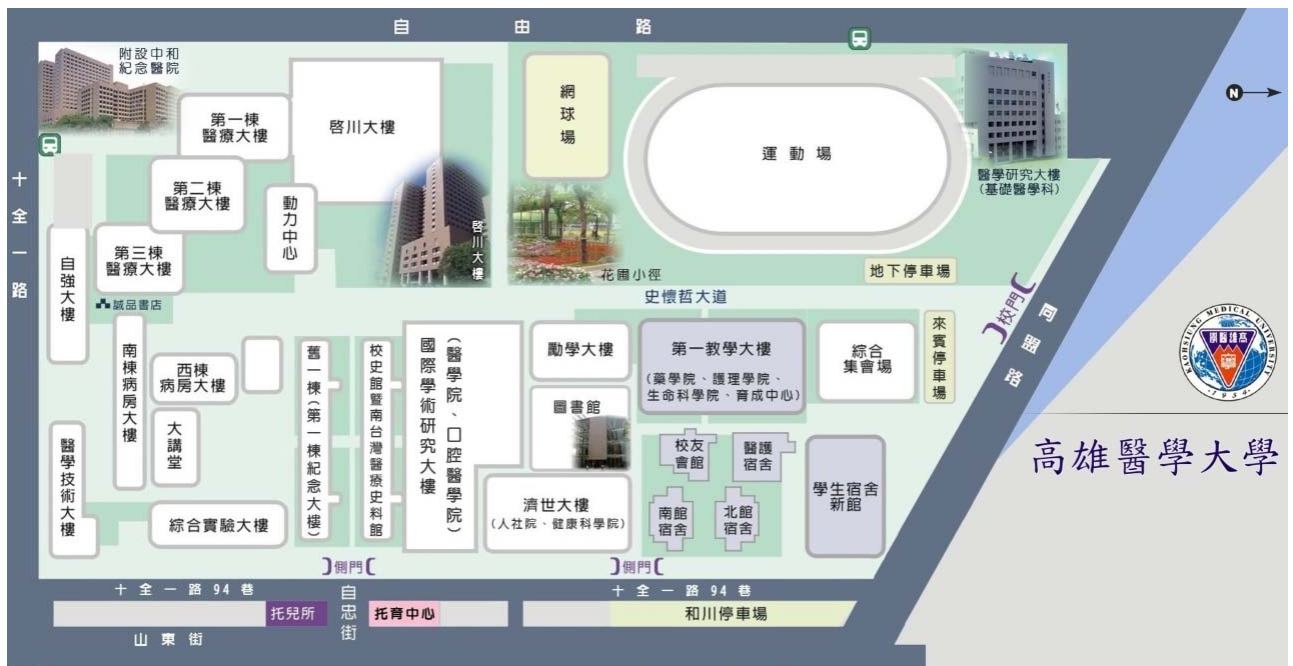 自由路
附設中和
紀念醫院
第一棟
醫療大樓
啓川大樓
網球場
運動場
N
醫學研究大樓
(基礎醫學科)
十全一路
第二棟
醫療大樓
動力中心
第三棟
醫療大樓
自強大樓
啓川大樓
花圃小徑
地下停車場
誠品書店
史懷哲大道
校門
同盟路
南棟病房大樓
西棟
病房大樓
大講堂
醫學技術大樓
綜合實驗大樓
舊一棟(第一棟紀念大樓)
校史館暨南台灣醫療史料館
國際學術研究大樓
(醫學院、口腔醫學院)
勵學大樓
圖書館
濟世大樓
(人社院、健康科學院)
第一教學大樓
(藥學院、護理學院、
生命科學院、育成中心)
綜合
集會場
來賓停車場
校友
會館
醫護
宿舍
南館
宿舍
北館
宿舍
學生宿舍
新館
KAOHSIUNG MEDICAL UNIVERSITY
高雄醫學
·1954·
高雄醫學大學
側門
側門
十全一路94巷
自忠街
十全一路94巷
托兒所
托育中心
和川停車場
山東街